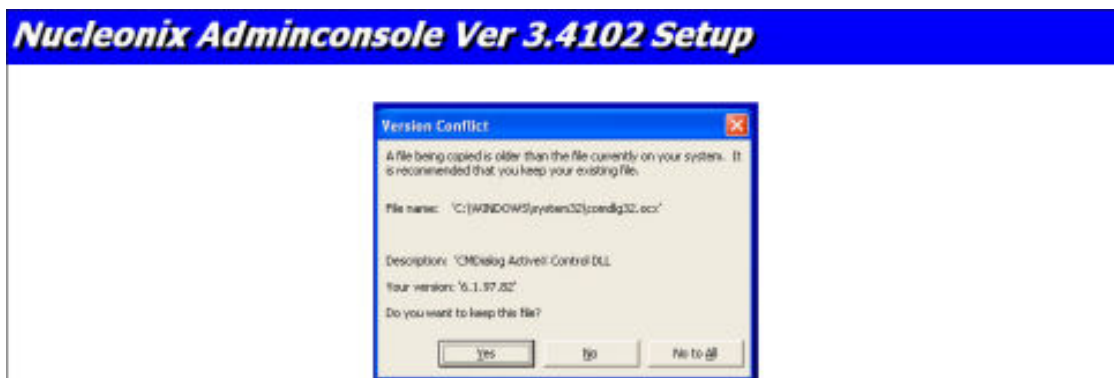 Nucleonix Adminconsole Ver 3.4102 Setup
Version Conflict
A file being copied is older than the file currently on your system. It
is recommended that you keep your existing file.
File name: 'C:\WINDOWS\system32\comdlg32.ocx'
Description: 'CMDialog ActiveX Control DLL
Your version: '6.1.97.82'
Do you want to keep this file?
Yes No No to All